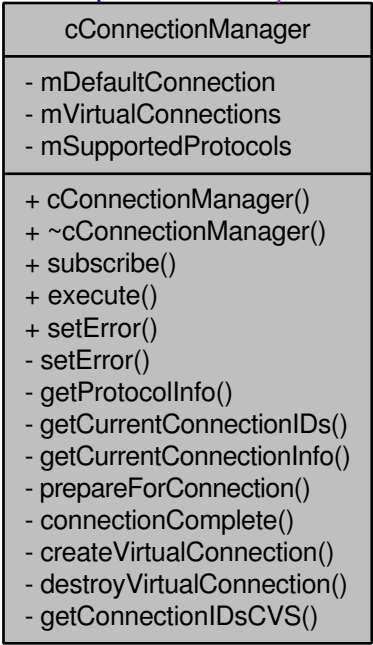 cConnectionManager
- mDefaultConnection
- mVirtualConnections
- mSupportedProtocols
+ cConnectionManager()
+ ~cConnectionManager()
+ subscribe()
+ execute()
+ setError()
- setError()
- getProtocolInfo()
- getCurrentConnectionIDs()
- getCurrentConnectionInfo()
- prepareForConnection()
- connectionComplete()
- createVirtualConnection()
- destroyVirtualConnection()
- getConnectionIDsCVS()